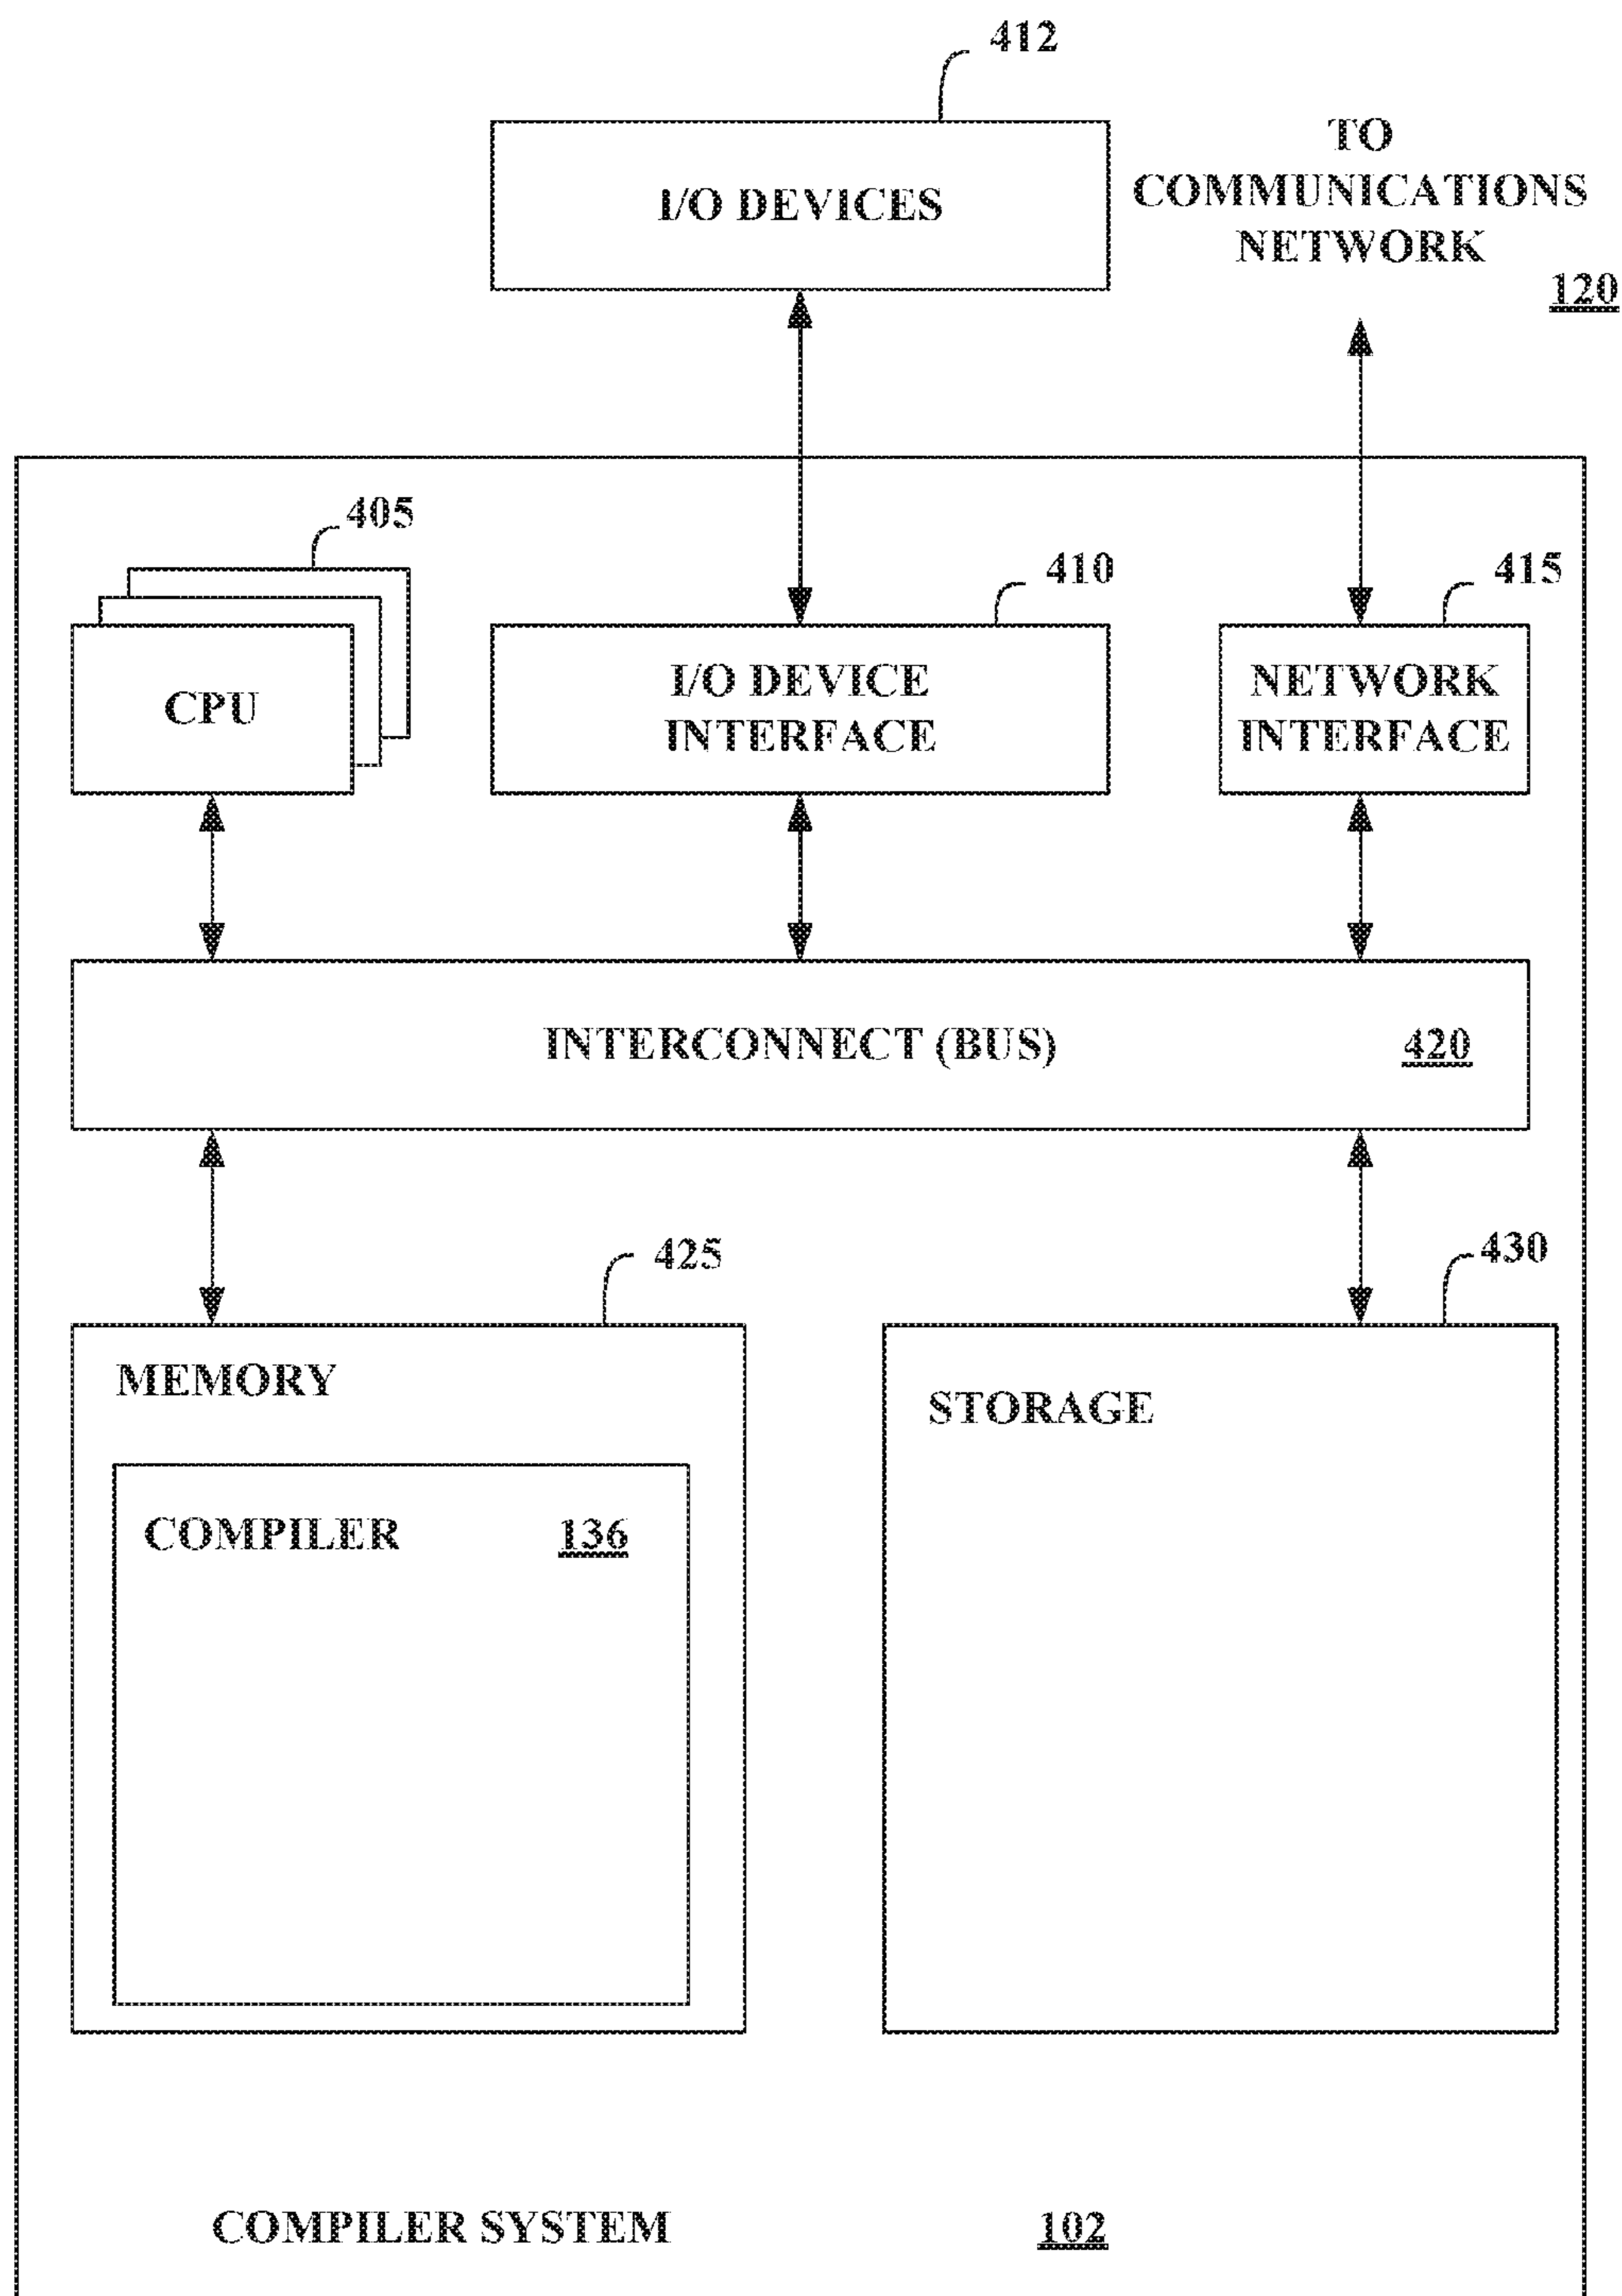 412
I/O DEVICES
TO
COMMUNICATIONS
NETWORK
120
405
410
415
CPU
I/O DEVICE
INTERFACE
NETWORK
INTERFACE
INTERCONNECT (BUS)
420
425
430
MEMORY
STORAGE
COMPILER
136
COMPILER SYSTEM
102